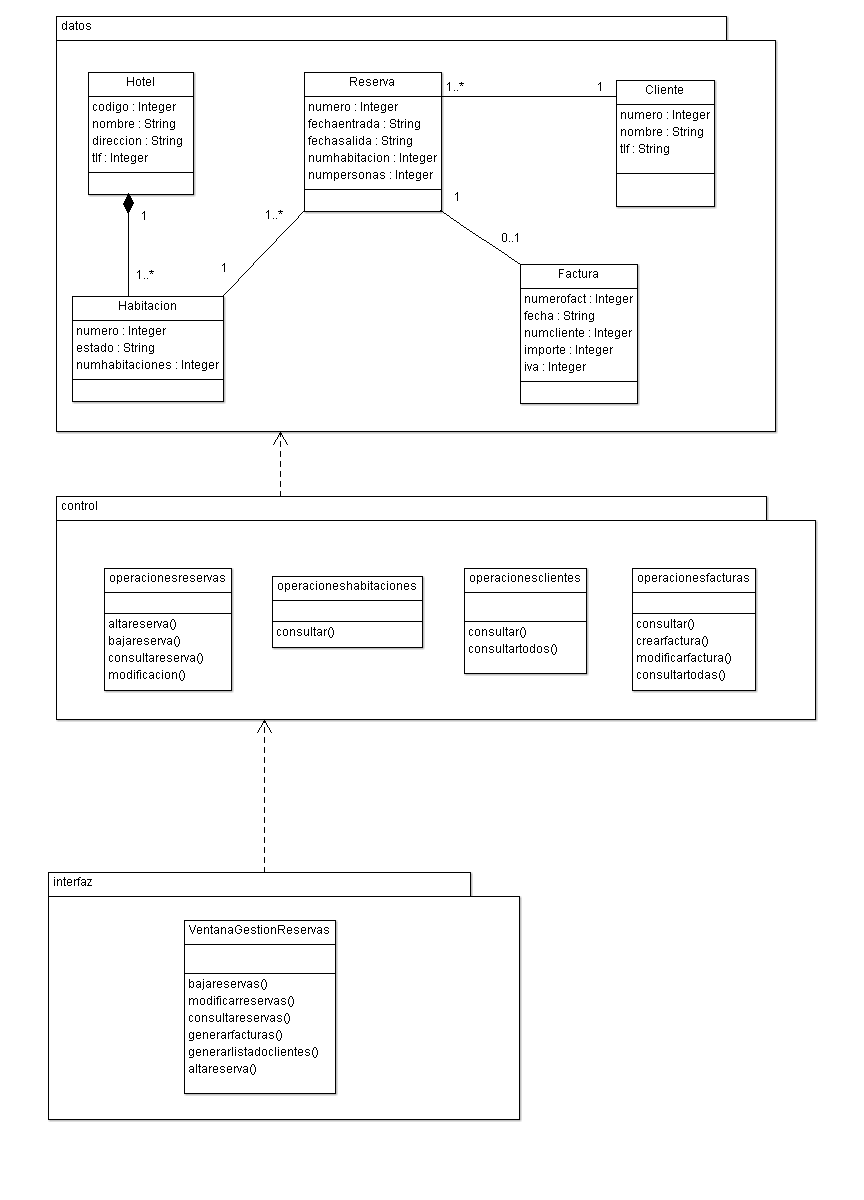 datos
Hotel
codigo : Integer
nombre : String
direccion : String
tlf : Integer
Reserva
numero : Integer
fechaentrada : String
fechasalida : String
numhabitacion : Integer
numpersonas : Integer
1..*
1
Cliente
numero : Integer
nombre : String
tlf : String
1
1..*
1..*
1
1
0..1
Habitacion
numero : Integer
estado : String
numhabitaciones : Integer
Factura
numerofact : Integer
fecha : String
numcliente : Integer
importe : Integer
iva : Integer
control
operacionesreservas
altareserva()
bajareserva()
consultareserva()
modificacion()
operacioneshabitaciones
consultar()
operacionesclientes
consultar()
consultartodos()
operacionesfacturas
consultar()
crearfactura()
modificarfactura()
consultartodas()
interfaz
VentanaGestionReservas
bajareservas()
modificarreservas()
consultareservas()
generarfacturas()
generarlistadoclientes()
altareserva()